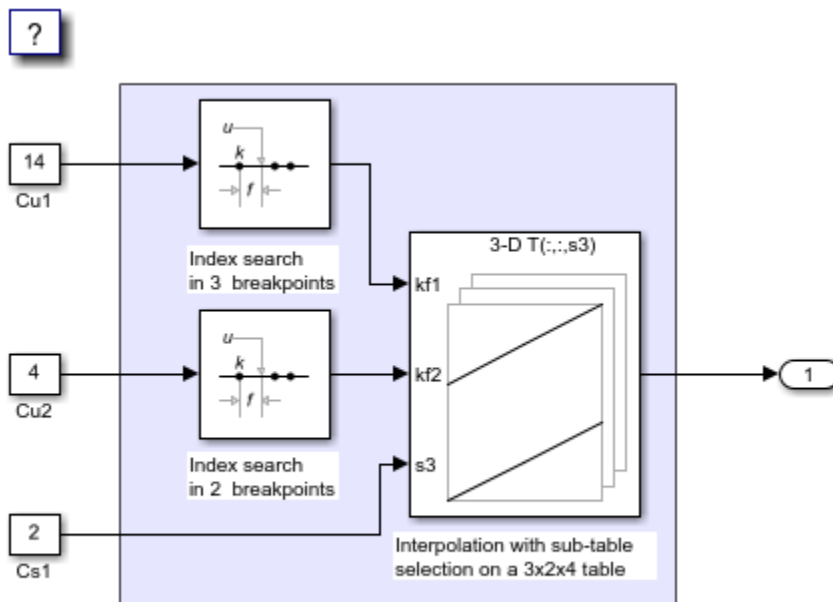 ?
14
Cu1
u
k
f
Index search
in 3 breakpoints
3-D T(:,:,s3)
kf1
4
Cu2
u
k
f
kf2
1
Index search
in 2 breakpoints
s3
2
Cs1
Interpolation with sub-table
selection on a 3x2x4 table